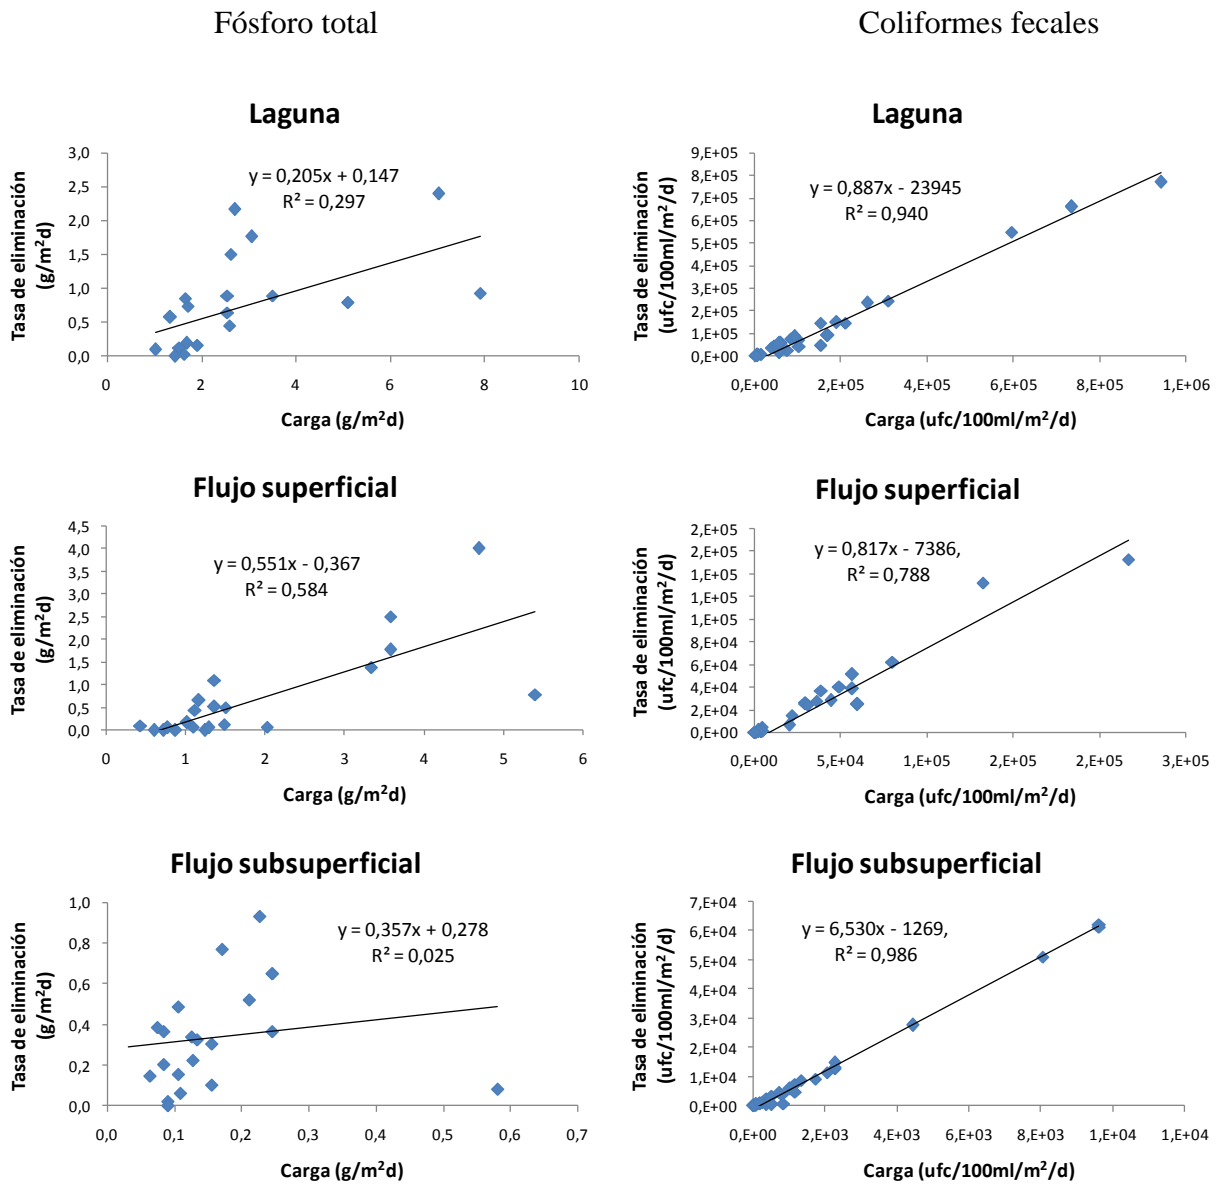 Fósforo total
Coliformes fecales
Laguna
3,0
2,5
2,0
1,5
1,0
0,5
0,0
0
2
4
6
8
10
y = 0,205x + 0,147
R² = 0,297
Tasa de eliminación
(g/m²d)
Carga (g/m²d)
Laguna
9,E+05
8,E+05
7,E+05
6,E+05
5,E+05
4,E+05
3,E+05
2,E+05
1,E+05
0,E+00
0,E+00
2,E+05
4,E+05
6,E+05
8,E+05
1,E+06
y = 0,887x - 23945
R² = 0,940
Tasa de eliminación
(ufc/100ml/m²/d)
Carga (ufc/100ml/m²/d)
Flujo superficial
4,5
4,0
3,5
3,0
2,5
2,0
1,5
1,0
0,5
0,0
0
1
2
3
4
5
6
y = 0,551x - 0,367
R² = 0,584
Tasa de eliminación
(g/m²d)
Carga (g/m²d)
Flujo superficial
2,E+05
2,E+05
1,E+05
1,E+05
1,E+05
8,E+04
6,E+04
4,E+04
2,E+04
0,E+00
0,E+00
5,E+04
1,E+05
2,E+05
2,E+05
3,E+05
y = 0,817x - 7386,
R² = 0,788
Tasa de eliminación
(ufc/100ml/m²/d)
Carga (ufc/100ml/m²/d)
Flujo subsuperficial
1,0
0,8
0,6
0,4
0,2
0,0
0,0
0,1
0,2
0,3
0,4
0,5
0,6
0,7
y = 0,357x + 0,278
R² = 0,025
Tasa de eliminación
(g/m²d)
Carga (g/m²d)
Flujo subsuperficial
7,E+04
6,E+04
5,E+04
4,E+04
3,E+04
2,E+04
1,E+04
0,E+00
0,E+00
2,E+03
4,E+03
6,E+03
8,E+03
1,E+04
1,E+04
y = 6,530x - 1269,
R² = 0,986
Tasa de eliminación
(ufc/100ml/m²/d)
Carga (ufc/100ml/m²/d)